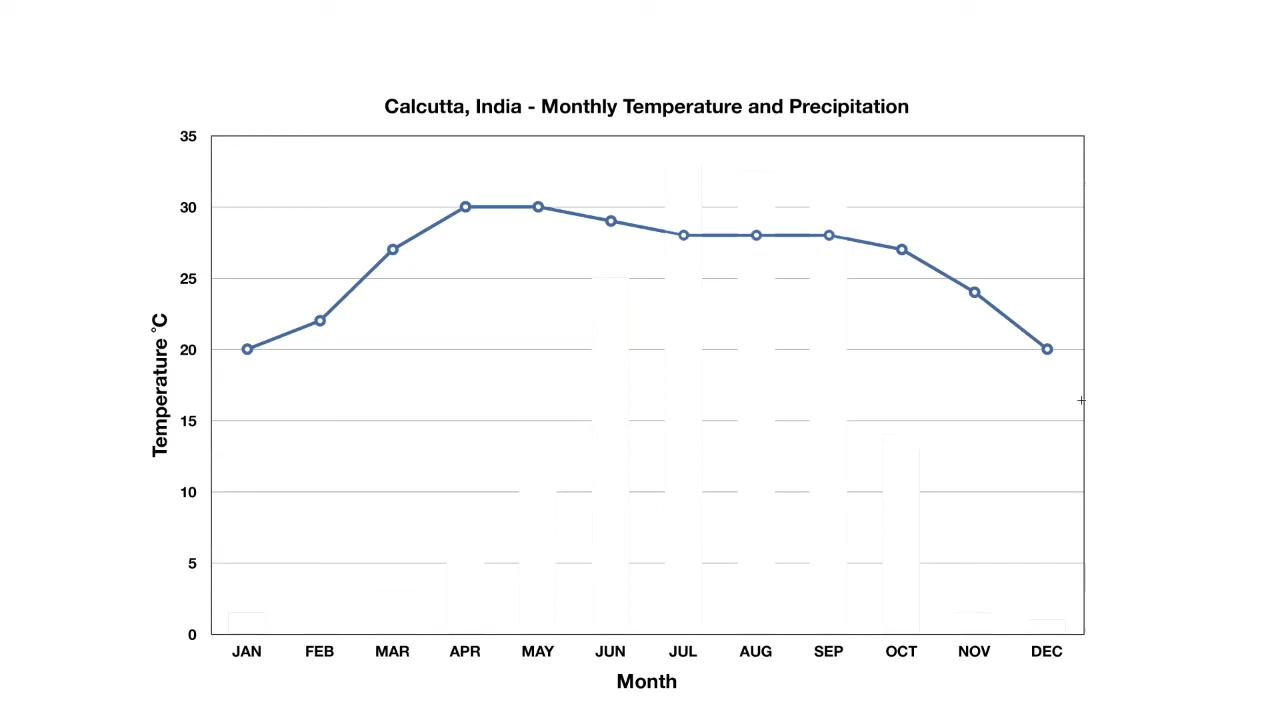 Calcutta, India - Monthly Temperature and Precipitation
35
30
25
20
15
10
5
0
Temperature ˚C
JAN FEB MAR APR MAY JUN JUL AUG SEP OCT NOV DEC
Month